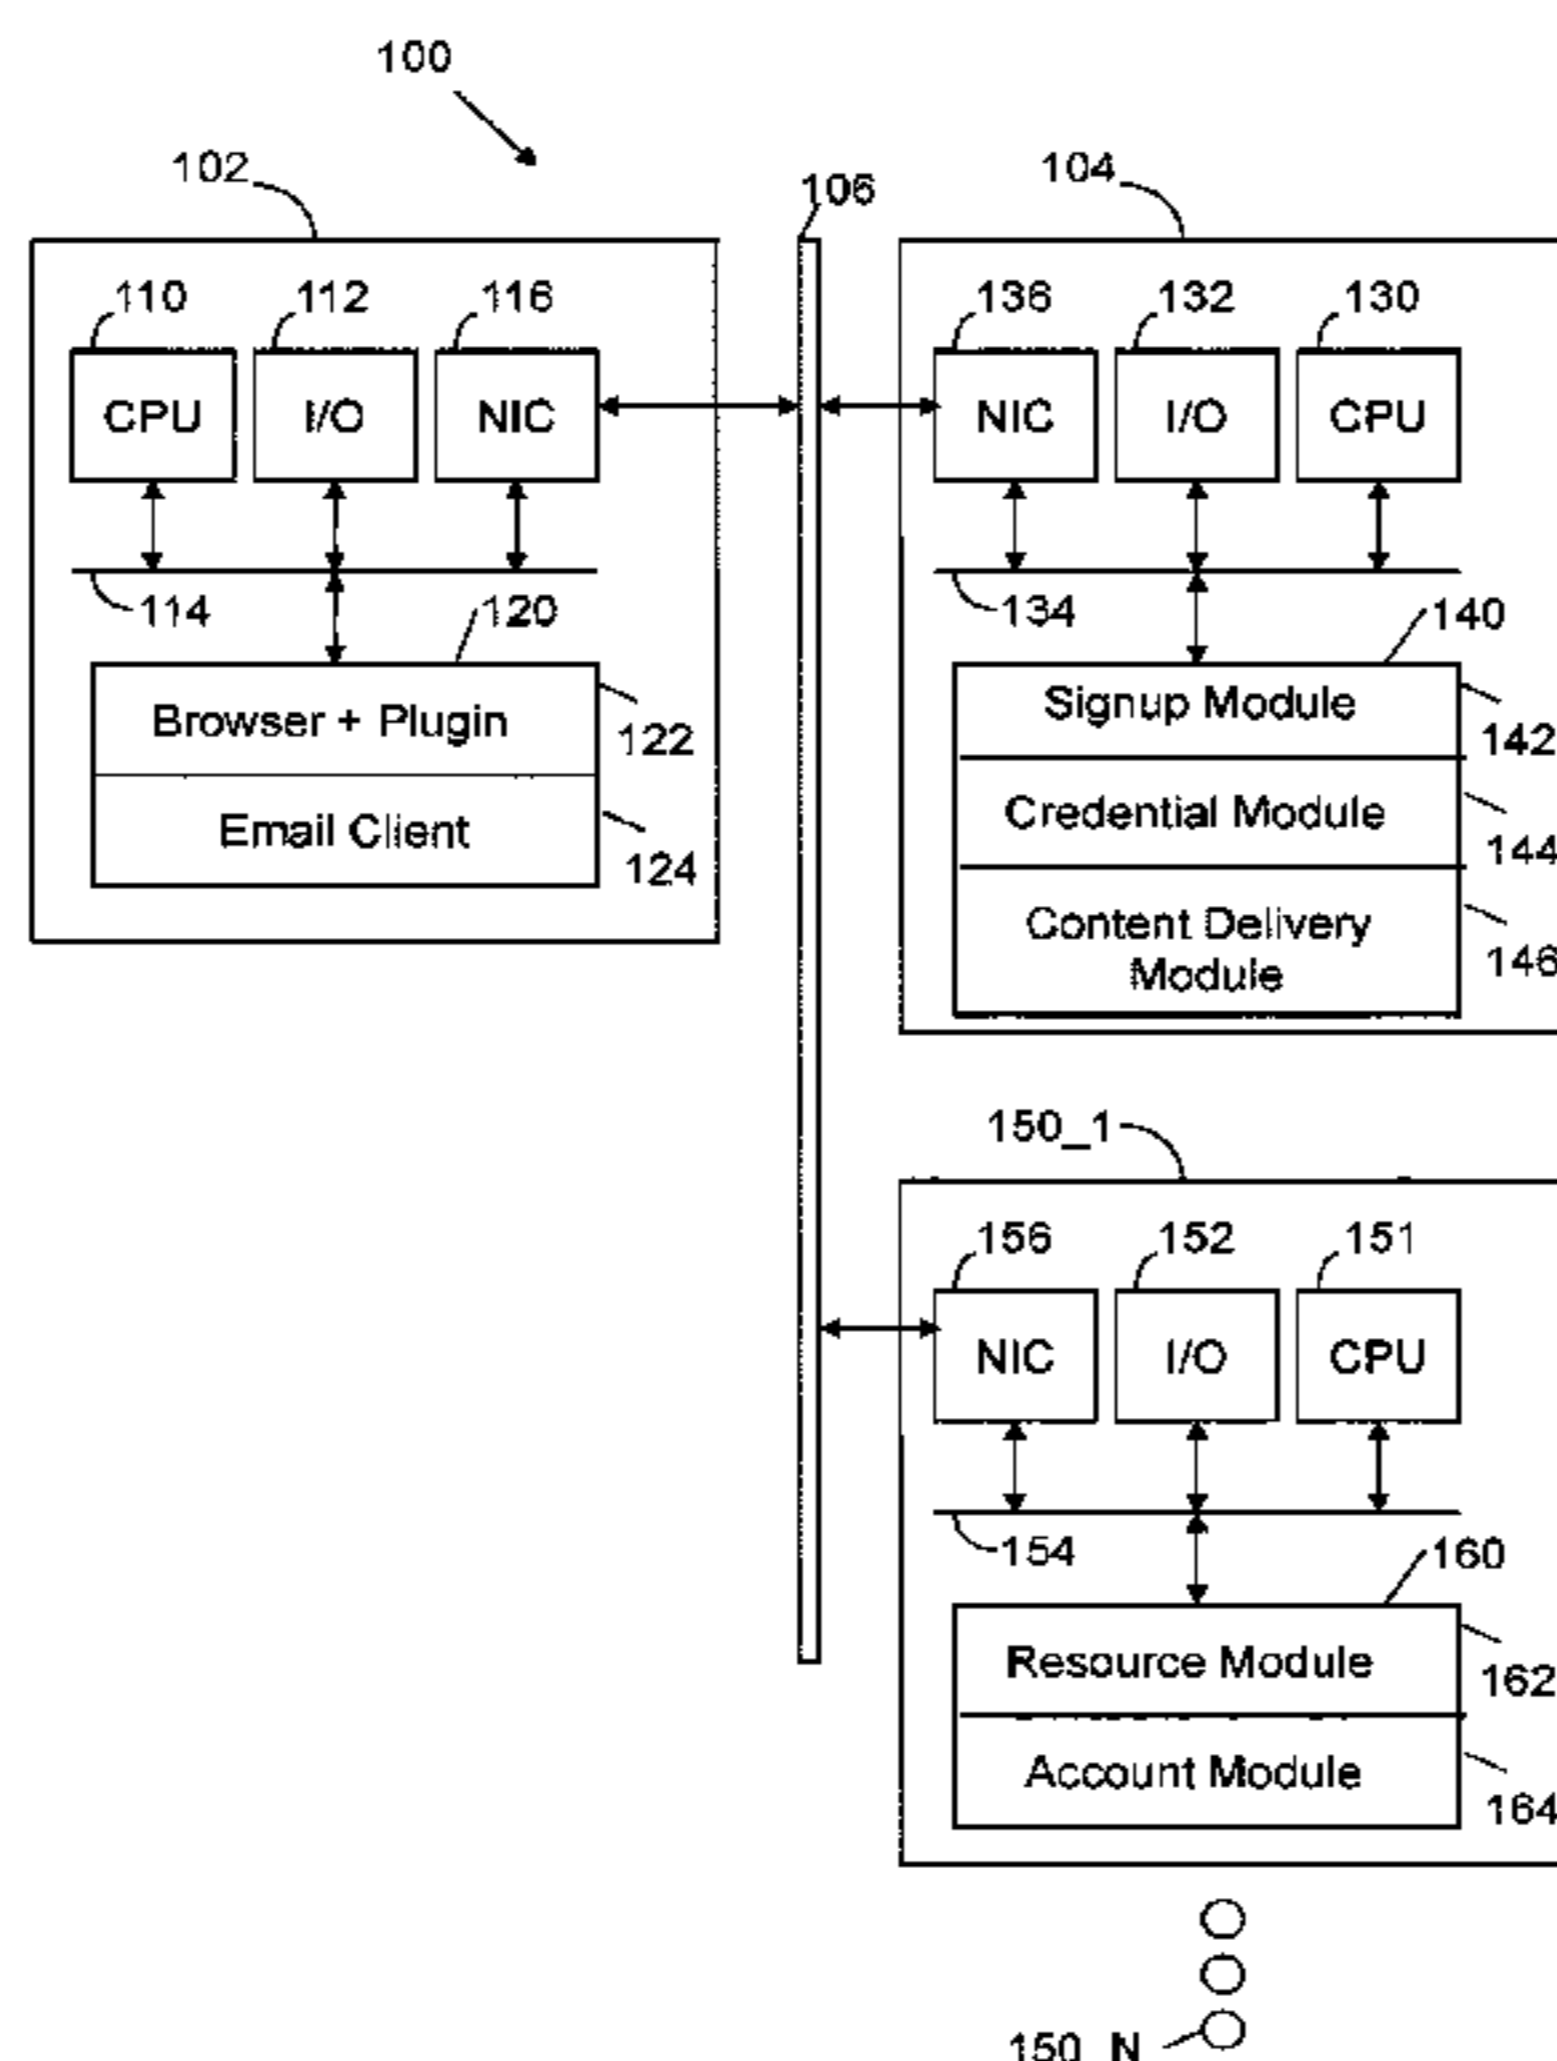 100
102
106
104
110
112
116
136
132
130
CPU
I/O
NIC
NIC
I/O
CPU
114
120
134
140
Browser + Plugin
122
Email Client
124
Signup Module
142
Credential Module
144
Content Delivery
Module
146
150_1
156
152
151
NIC
I/O
CPU
154
160
Resource Module
162
Account Module
164
150_N